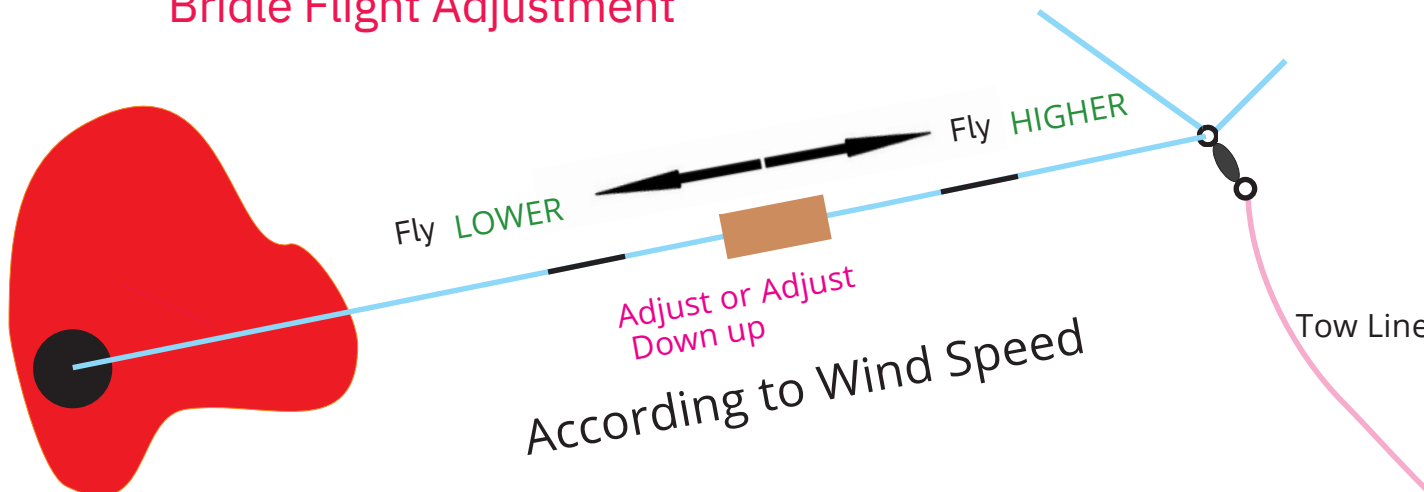 Bridle Flight Adjustment
Fly HIGHER
Fly LOWER
Adjust or Adjust
Down up
According to Wind Speed
Tow Line